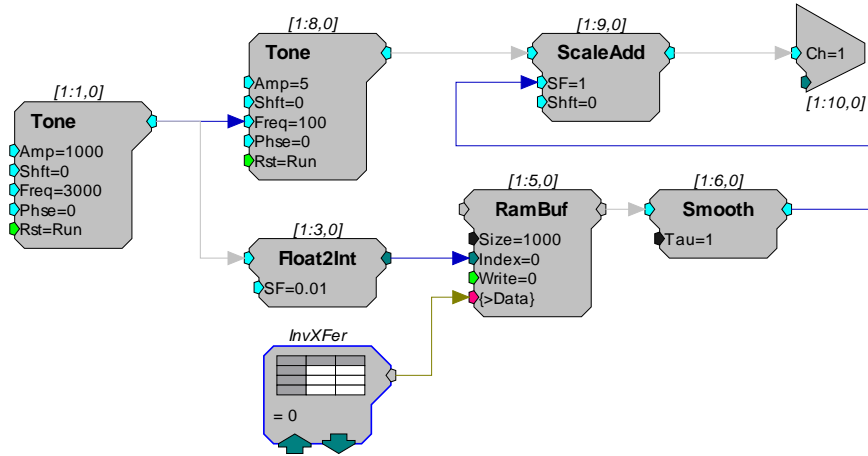 [1:1,0]
Tone
Amp=1000
Shft=0
Freq=3000
Phse=0
Rst=Run
[1:8,0]
Tone
Amp=5
Shft=0
Freq=100
Phse=0
Rst=Run
[1:9,0]
ScaleAdd
SF=1
Shft=0
Ch=1
[1:10,0]
[1:3,0]
Float2Int
SF=0.01
[1:5,0]
RamBuf
Size=1000
Index=0
Write=0
{>Data}
[1:6,0]
Smooth
Tau=1
InvXFer
= 0